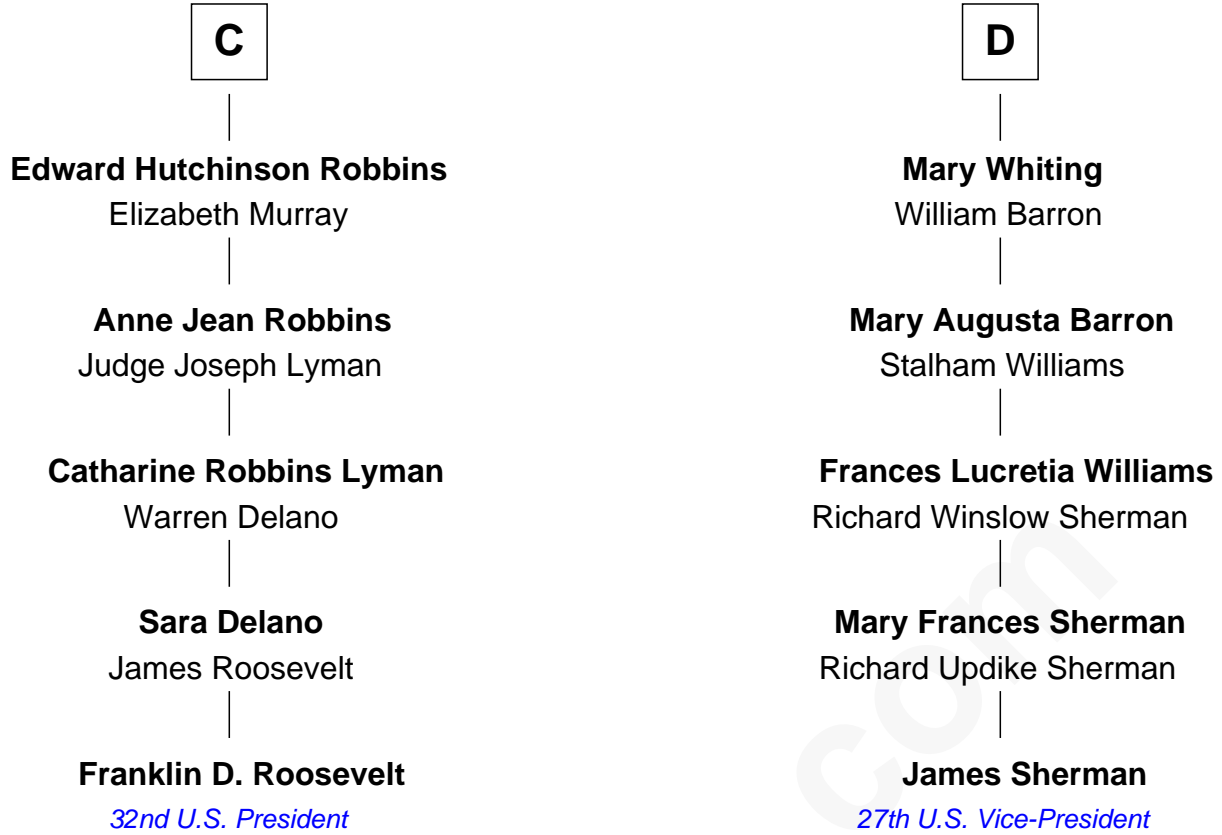 C
Edward Hutchinson Robbins
Elizabeth Murray
Anne Jean Robbins
Judge Joseph Lyman
Catharine Robbins Lyman
Warren Delano
Sara Delano
James Roosevelt
Franklin D. Roosevelt
32nd U.S. President
D
Mary Whiting
William Barron
Mary Augusta Barron
Stalham Williams
Frances Lucretia Williams
Richard Winslow Sherman
Mary Frances Sherman
Richard Updike Sherman
James Sherman
27th U.S. Vice-President
com